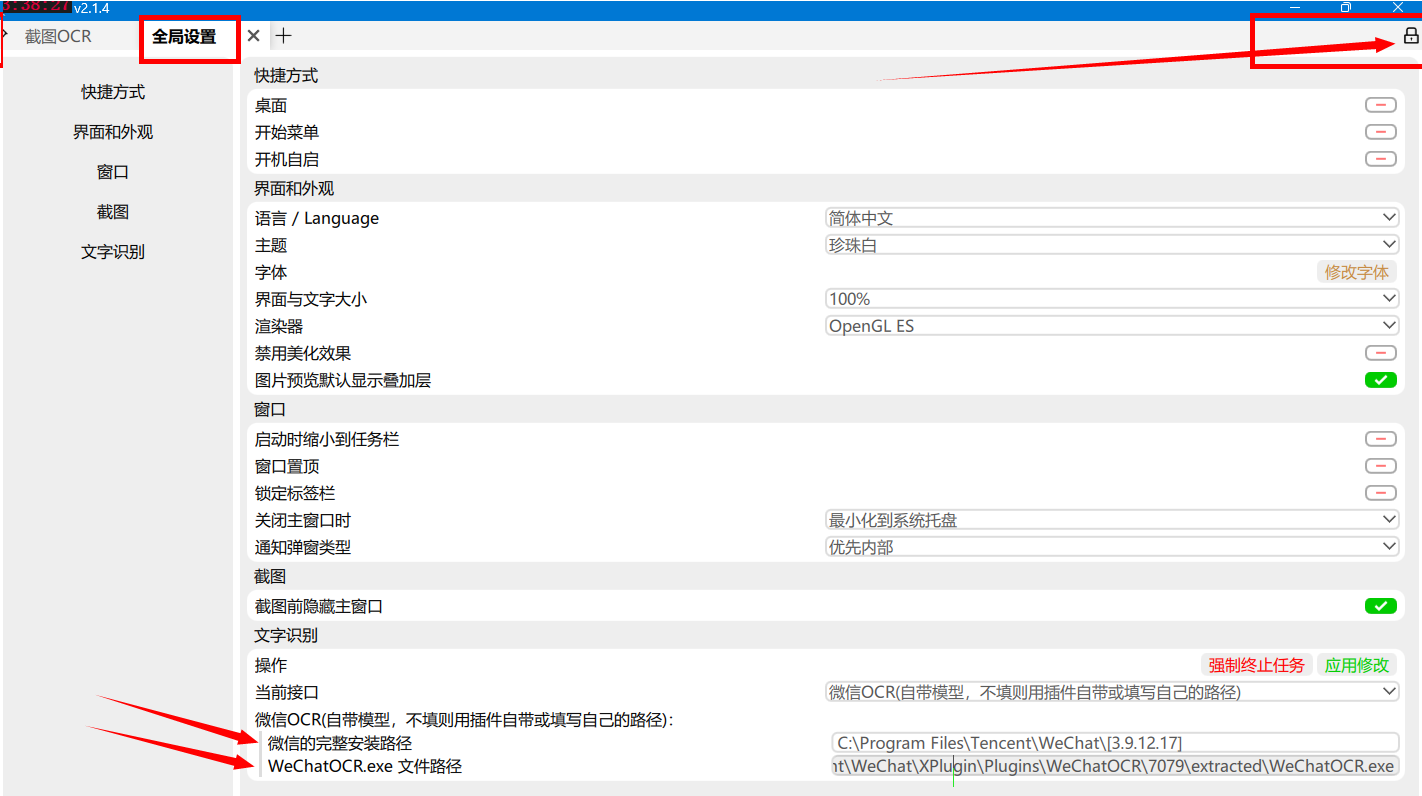 3:38:27 v2.1.4
截图OCR 全局设置
快捷方式
界面和外观
窗口
截图
文字识别
快捷方式
桌面
开始菜单
开机自启
界面和外观
语言 / Language 简体中文
主题 珍珠白
字体 修改字体
界面与文字大小 100%
渲染器 OpenGL ES
禁用美化效果
图片预览默认显示叠加层
窗口
启动时缩小到任务栏
窗口置顶
锁定标签栏
关闭主窗口时 最小化到系统托盘
通知弹窗类型 优先内部
截图
截图前隐藏主窗口
文字识别
操作 强制终止任务 应用修改
当前接口 微信OCR(自带模型，不填则用插件自带或填写自己的路径)
微信OCR(自带模型，不填则用插件自带或填写自己的路径):
微信的完整安装路径 C:\Program Files\Tencent\WeChat\[3.9.12.17]
WeChatOCR.exe 文件路径 nt\WeChat\XPlugin\Plugins\WeChatOCR\7079\extracted\WeChatOCR.exe